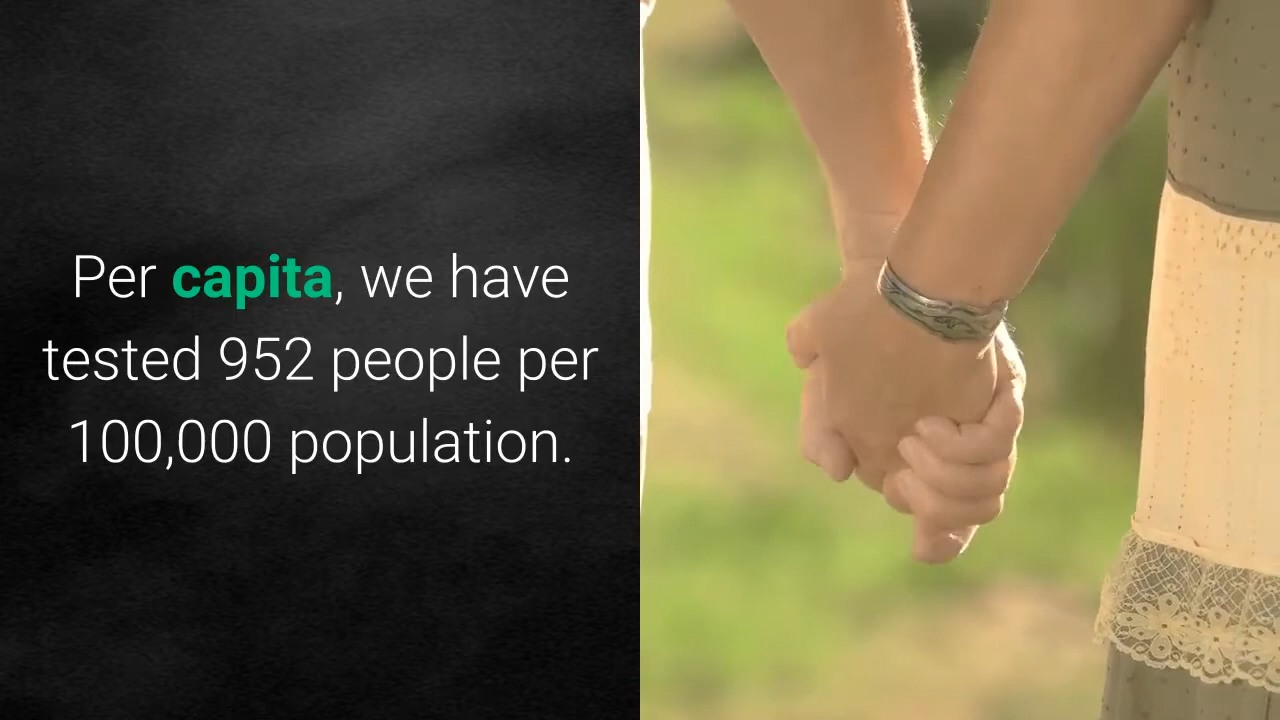 Per capita, we have
tested 952 people per
100,000 population.